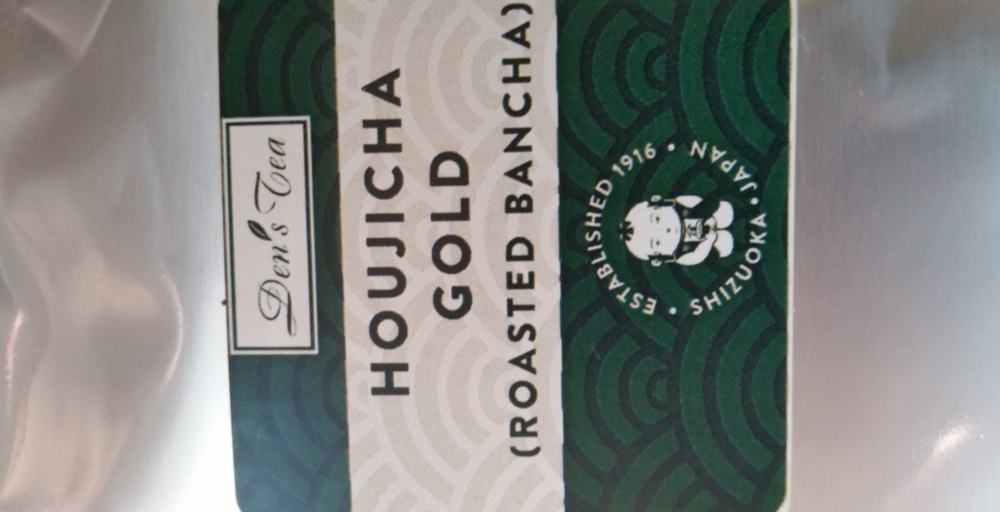 Den's Tea
HOUJICHA
GOLD
(ROASTED BANCHA)
ESTABLISHED 1916 •
SHIZUOKA • JAPAN •